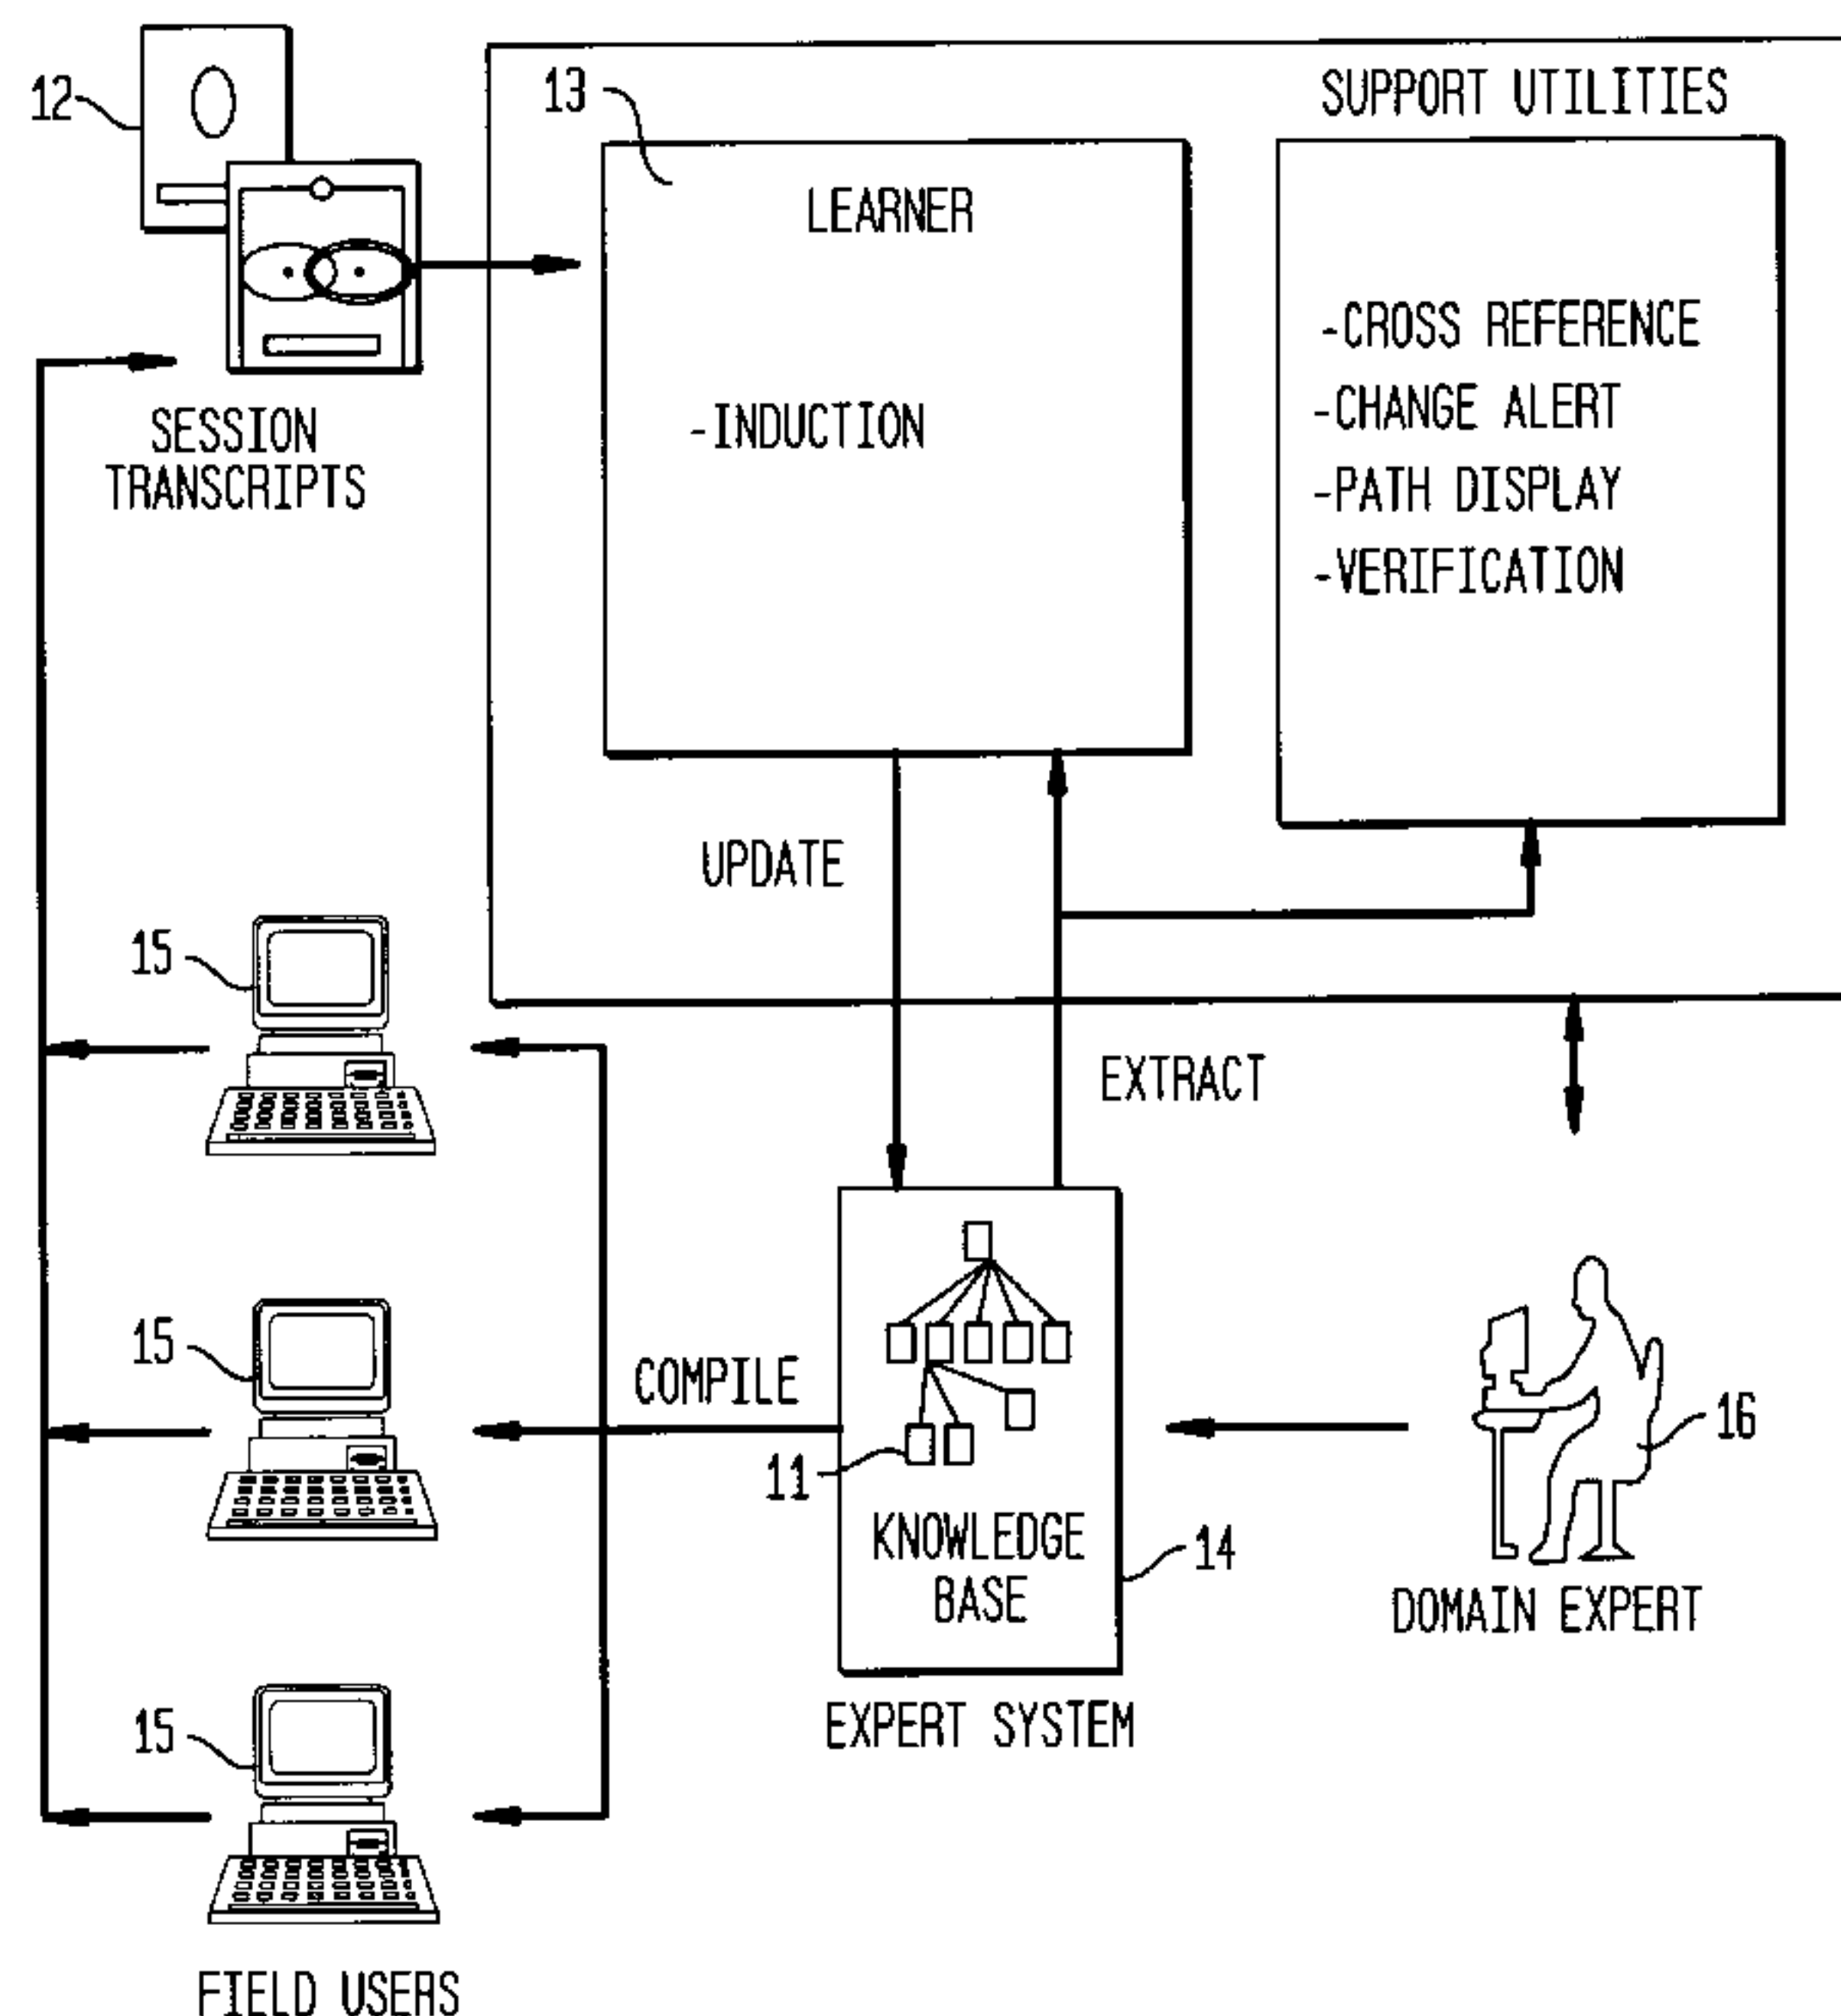 12
SESSION
TRANSCRIPTS
13
LEARNER
-INDUCTION
SUPPORT UTILITIES
-CROSS REFERENCE
-CHANGE ALERT
-PATH DISPLAY
-VERIFICATION
UPDATE
EXTRACT
15
15
15
FIELD USERS
COMPILE
11
KNOWLEDGE
BASE
14
EXPERT SYSTEM
16
DOMAIN EXPERT